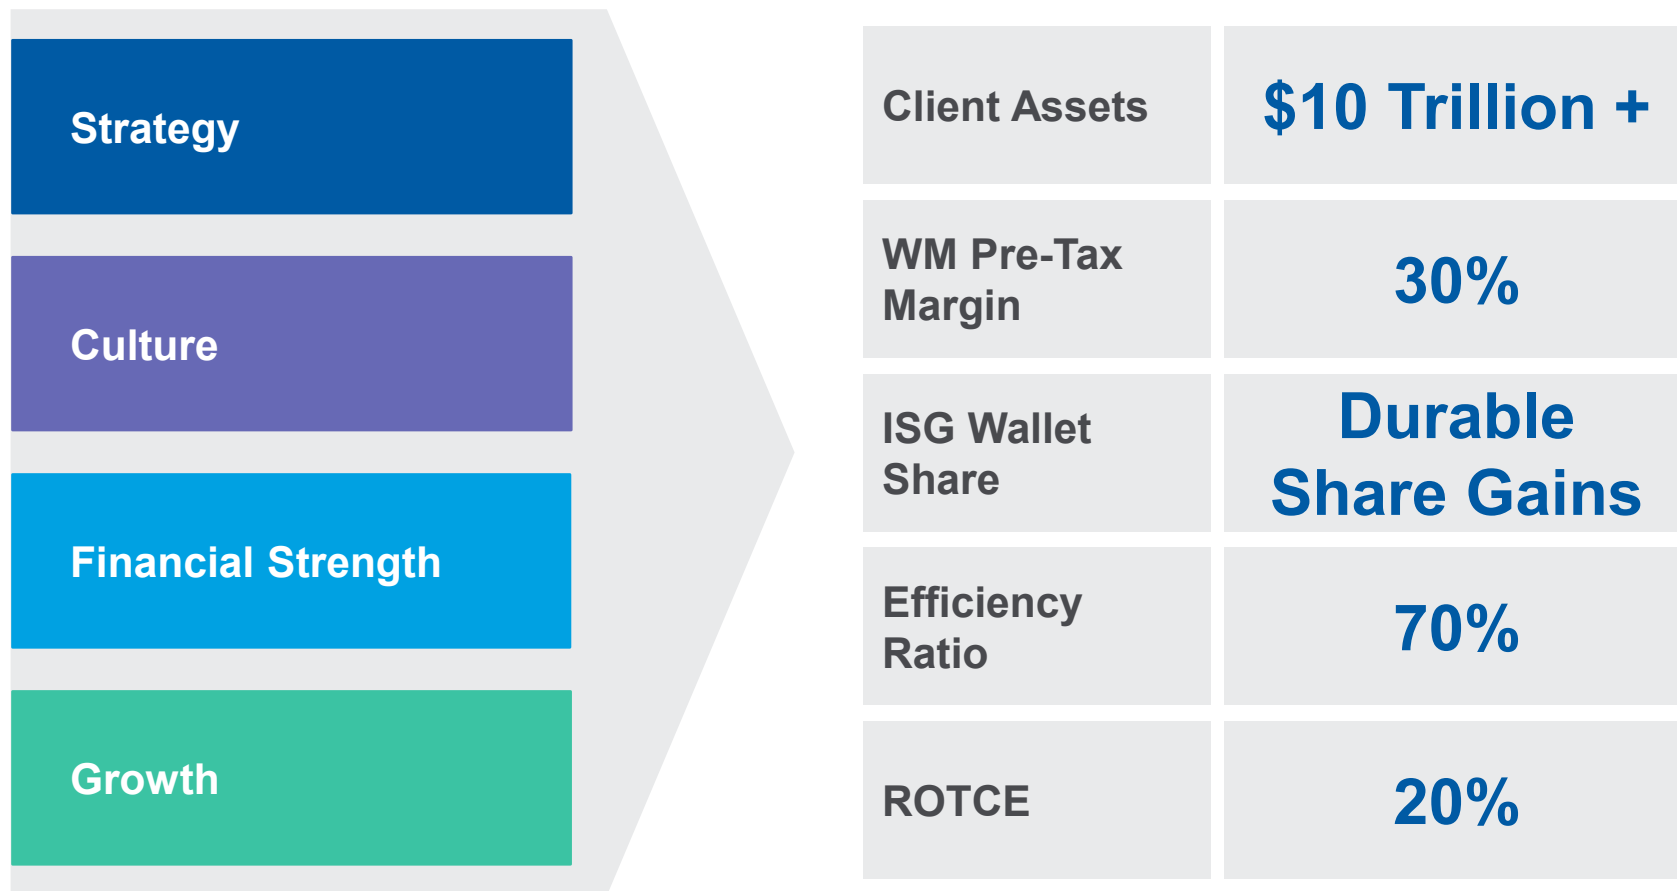 Strategy
Culture
Financial Strength
Growth
Client Assets
$10 Trillion +
WM Pre-Tax
Margin
30%
ISG Wallet
Share
Durable
Share Gains
Efficiency
Ratio
70%
ROTCE
20%